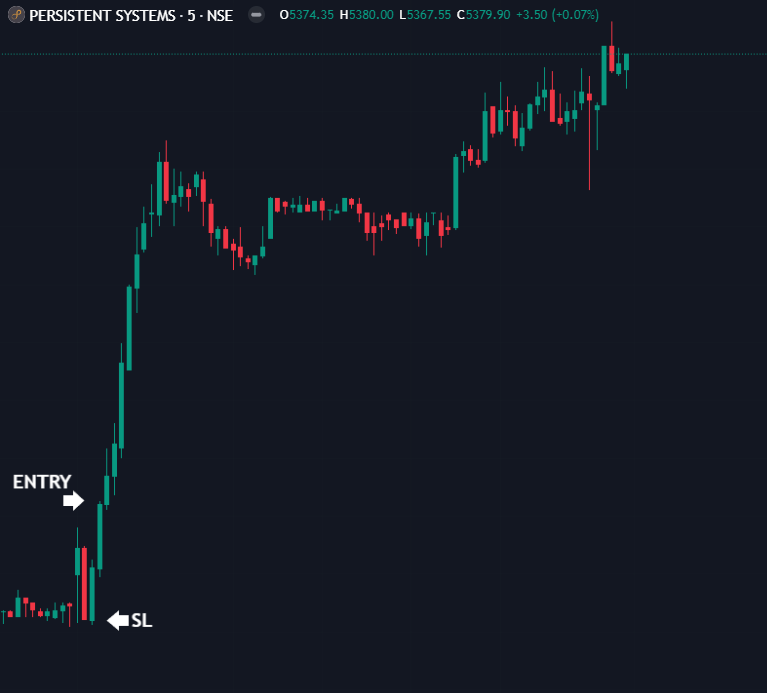 PERSISTENT SYSTEMS · 5 · NSE O5374.35 H5380.00 L5367.55 C5379.90 +3.50 (+0.07%)
ENTRY
SL